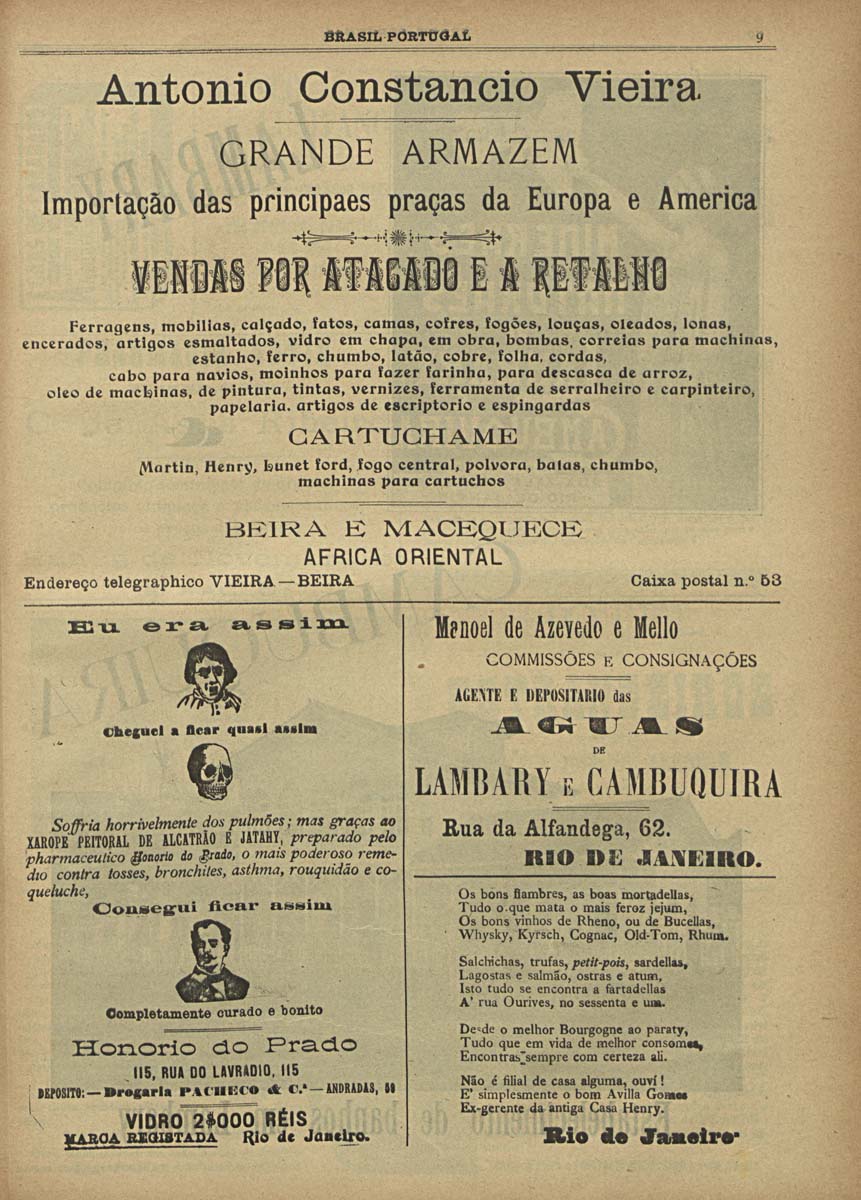 BRASIL-PORTUGAL 9
Antonio Constancio Vieira.
GRANDE ARMAZEM
Importação das principaes praças da Europa e America
VENDAS POR ATACADO E A RETALHO
Ferragens, mobilias, calçado, fatos, camas, cofres, fogões, louças, oleados, lonas,
encerados, artigos esmaltados, vidro em chapa, em obra, bombas, correias para machinas,
estanho, ferro, chumbo, latão, cobre, folha, cordas,
cabo para navios, moinhos para fazer farinha, para descasca de arroz,
oleo de machinas, de pintura, tintas, vernizes, ferramenta de serralheiro e carpinteiro,
papelaria. artigos de escriptorio e espingardas
CARTUCHAME
Martin, Henry, bunet ford, fogo central, polvora, balas, chumbo,
machinas para cartuchos
BEIRA E MACEQUECE
AFRICA ORIENTAL
Endereço telegraphico VIEIRA—BEIRA Caixa postal n.º 53
Eu era assim
Cheguei a ficar quasi assim
Soffria horrivelmente dos pulmões; mas graças ao
XAROPE PEITORAL DE ALCATRÃO E JATAHY, preparado pelo
pharmaceutico Honorio do Prado, o mais poderoso reme-
dio contra tosses, bronchites, asthma, rouquidão e co-
queluche,
Consegui ficar assim
Completamente curado e bonito
Honorio do Prado
115, RUA DO LAVRADIO, 115
DEPOSITO:—Drogaria PACHECO & C.ª—ANDRADAS, 59
VIDRO 2$000 RÉIS
MARCA REGISTADA Rio de Janeiro.
Manoel de Azevedo e Mello
COMMISSÕES E CONSIGNAÇÕES
AGENTE E DEPOSITARIO das
AGUAS
DE
LAMBARY E CAMBUQUIRA
Rua da Alfandega, 62.
RIO DE JANEIRO.
Os bons fiambres, as boas mortadellas,
Tudo o que mata o mais feroz jejum,
Os bons vinhos de Rheno, ou de Bucellas,
Whysky, Kyrsch, Cognac, Old-Tom, Rhum.
Salchichas, trufas, petit-pois, sardellas,
Lagostas e salmão, ostras e atum,
Isto tudo se encontra a fartadellas
A' rua Ourives, no sessenta e um.
Desde o melhor Bourgogne ao paraty,
Tudo que em vida de melhor consomes,
Encontras sempre com certeza ali.
Não é filial de casa alguma, ouvi!
E' simplesmente o bom Avilla Gomes
Ex-gerente da antiga Casa Henry.
Rio de Janeiro